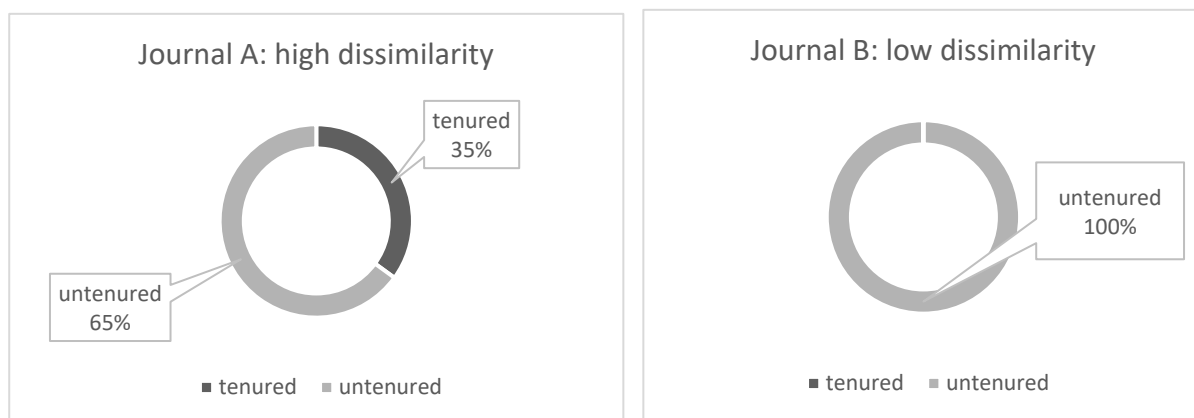 Journal A: high dissimilarity
tenured
35%
untenured
65%
tenured untenured
Journal B: low dissimilarity
untenured
100%
tenured untenured